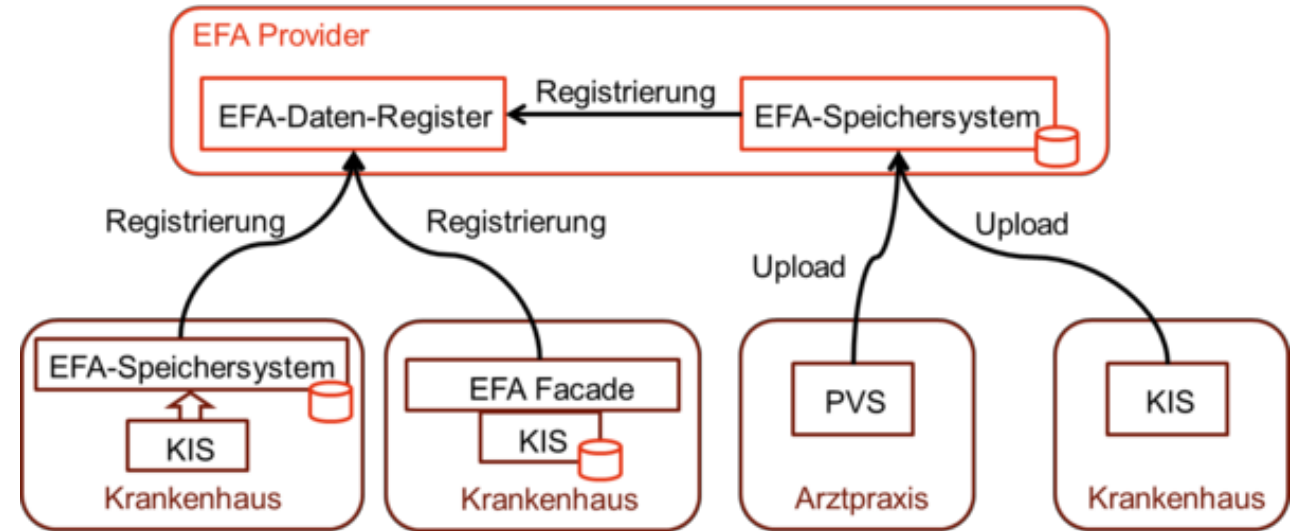 EFA Provider
EFA-Daten-Register
Registrierung
EFA-Speichersystem
Registrierung
Registrierung
Upload
Upload
EFA-Speichersystem
KIS
Krankenhaus
EFA Facade
KIS
Krankenhaus
PVS
Arztpraxis
KIS
Krankenhaus